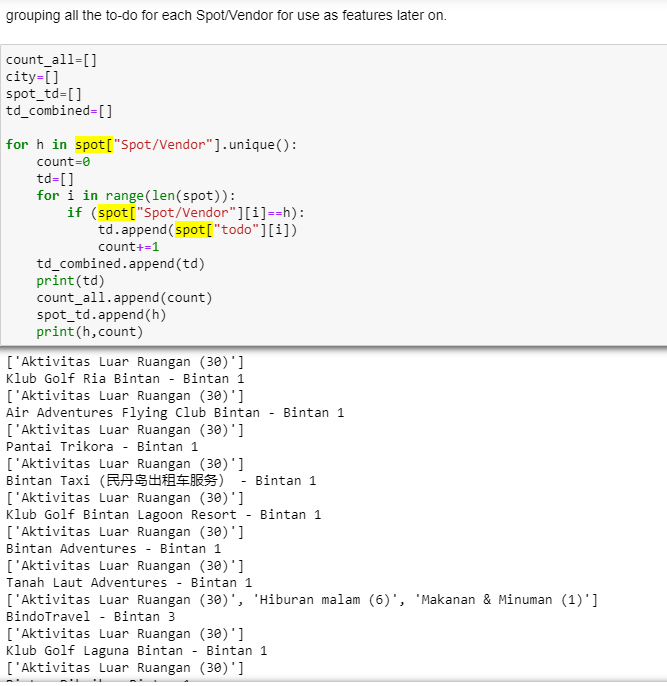 grouping all the to-do for each Spot/Vendor for use as features later on.
count_all=[]
city=[]
spot_td=[]
td_combined=[]
for h in spot["Spot/Vendor"].unique():
    count=0
    td=[]
    for i in range(len(spot)):
        if (spot["Spot/Vendor"][i]==h):
            td.append(spot["todo"][i])
            count+=1
    td_combined.append(td)
    print(td)
    count_all.append(count)
    spot_td.append(h)
    print(h,count)
['Aktivitas Luar Ruangan (30)']
Klub Golf Ria Bintan - Bintan 1
['Aktivitas Luar Ruangan (30)']
Air Adventures Flying Club Bintan - Bintan 1
['Aktivitas Luar Ruangan (30)']
Pantai Trikora - Bintan 1
['Aktivitas Luar Ruangan (30)']
Bintan Taxi (民丹岛出租车服务) - Bintan 1
['Aktivitas Luar Ruangan (30)']
Klub Golf Bintan Lagoon Resort - Bintan 1
['Aktivitas Luar Ruangan (30)']
Bintan Adventures - Bintan 1
['Aktivitas Luar Ruangan (30)']
Tanah Laut Adventures - Bintan 1
['Aktivitas Luar Ruangan (30)', 'Hiburan malam (6)', 'Makanan & Minuman (1)']
BindoTravel - Bintan 3
['Aktivitas Luar Ruangan (30)']
Klub Golf Laguna Bintan - Bintan 1
['Aktivitas Luar Ruangan (30)']